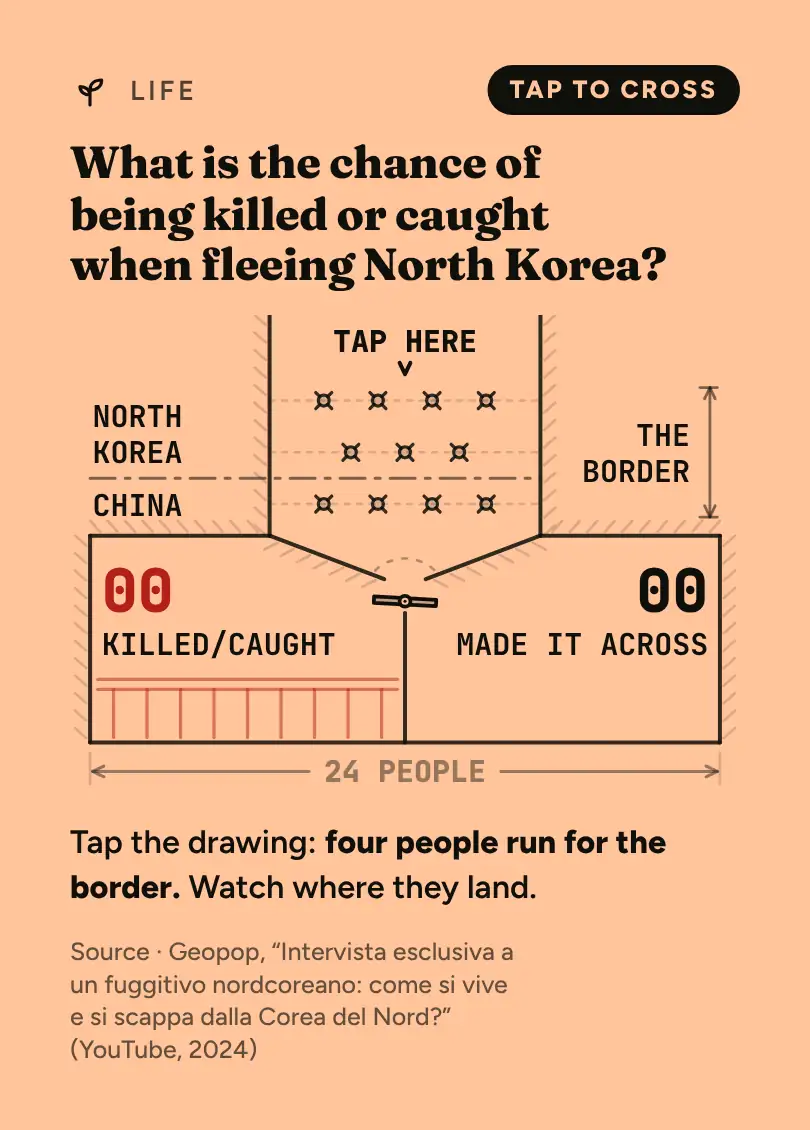 LIFE
TAP TO CROSS
What is the chance of
being killed or caught
when fleeing North Korea?
TAP HERE
NORTH
KOREA
CHINA
THE
BORDER
00
KILLED/CAUGHT
00
MADE IT ACROSS
24 PEOPLE
Tap the drawing: four people run for the
border. Watch where they land.
Source · Geopop, “Intervista esclusiva a
un fuggitivo nordcoreano: come si vive
e si scappa dalla Corea del Nord?”
(YouTube, 2024)